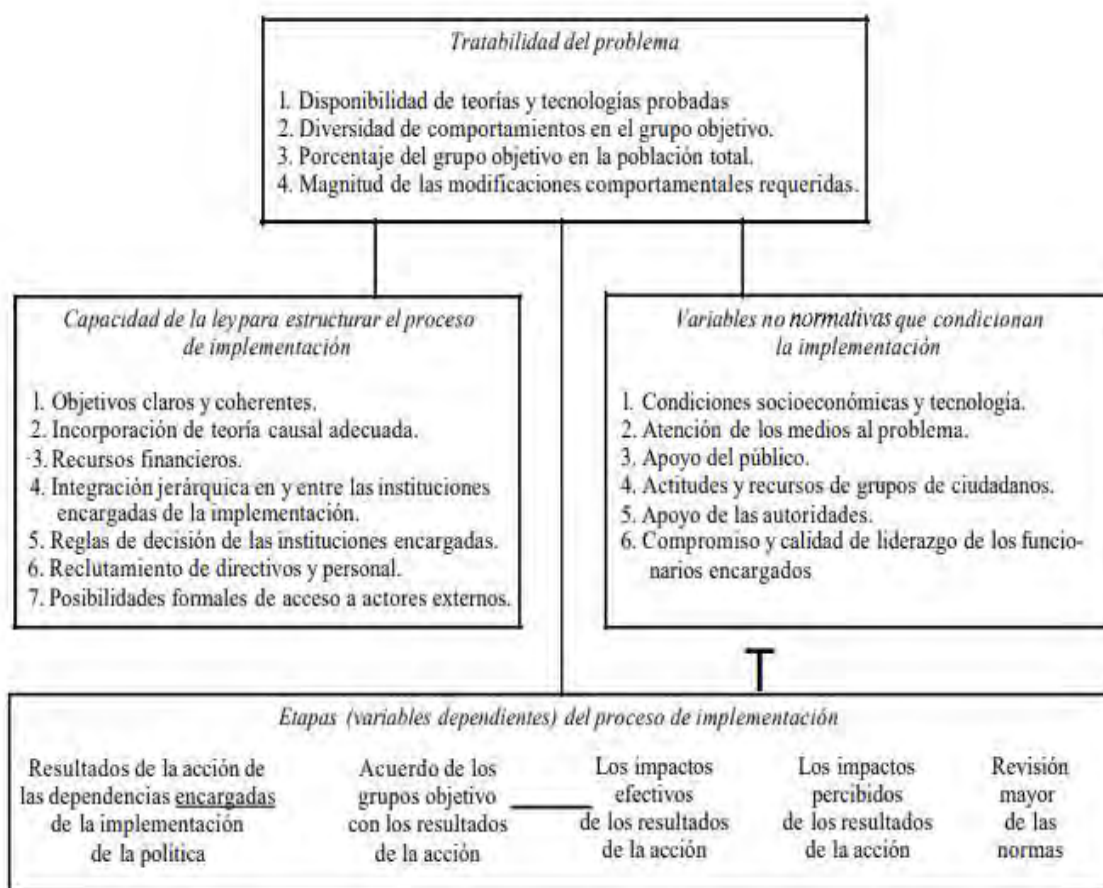 Tratabilidad del problema
1. Disponibilidad de teorías y tecnologías probadas
2. Diversidad de comportamientos en el grupo objetivo.
3. Porcentaje del grupo objetivo en la población total.
4. Magnitud de las modificaciones comportamentales requeridas.
Capacidad de la ley para estructurar el proceso
de implementación
1. Objetivos claros y coherentes.
2. Incorporación de teoría causal adecuada.
3. Recursos financieros.
4. Integración jerárquica en y entre las instituciones
encargadas de la implementación.
5. Reglas de decisión de las instituciones encargadas.
6. Reclutamiento de directivos y personal.
7. Posibilidades formales de acceso a actores externos.
Variables no normativas que condicionan
la implementación
1. Condiciones socioeconómicas y tecnología.
2. Atención de los medios al problema.
3. Apoyo del público.
4. Actitudes y recursos de grupos de ciudadanos.
5. Apoyo de las autoridades.
6. Compromiso y calidad de liderazgo de los funcio-
narios encargados
Etapas (variables dependientes) del proceso de implementación
Resultados de la acción de
las dependencias encargadas
de la implementación
de la política
Acuerdo de los
grupos objetivo
con los resultados
de la acción
Los impactos
efectivos
de los resultados
de la acción
Los impactos
percibidos
de los resultados
de la acción
Revisión
mayor
de las
normas